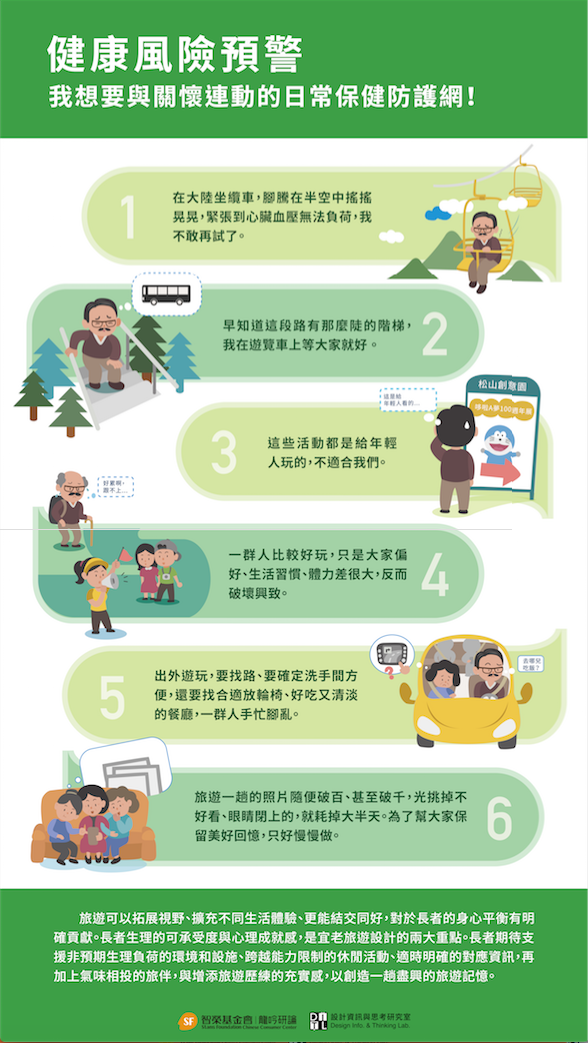 健康風險預警
我想要與關懷連動的日常保健防護網！
1
在大陸坐纜車，腳騰在半空中搖搖
晃晃，緊張到心臟血壓無法負荷，我
不敢再試了。
早知道這段路有那麼陡的階梯，
我在遊覽車上等大家就好。
2
3
這些活動都是給年輕
人玩的，不適合我們。
這是給
年輕人看的...
松山創意園
哆啦A夢100週年展
好累啊，
跟不上...
一群人比較好玩，只是大家偏
好、生活習慣、體力差很大，反而
破壞興致。
4
5
出外遊玩，要找路、要確定洗手間方
便，還要找合適放輪椅、好吃又清淡
的餐廳，一群人手忙腳亂。
?
去哪兒
吃飯？
旅遊一趟的照片隨便破百、甚至破千，光挑掉不
好看、眼睛閉上的，就耗掉大半天。為了幫大家保
留美好回憶，只好慢慢做。
6
旅遊可以拓展視野、擴充不同生活體驗、更能結交同好，對於長者的身心平衡有明
確貢獻。長者生理的可承受度與心理成就感，是宜老旅遊設計的兩大重點。長者期待支
援非預期生理負荷的環境和設施、跨越能力限制的休閒活動、適時明確的對應資訊，再
加上氣味相投的旅伴，與增添旅遊歷練的充實感，以創造一趟盡興的旅遊記憶。
SF 智榮基金會 龍吟研論
設計資訊與思考研究室
Design Info. & Thinking Lab.